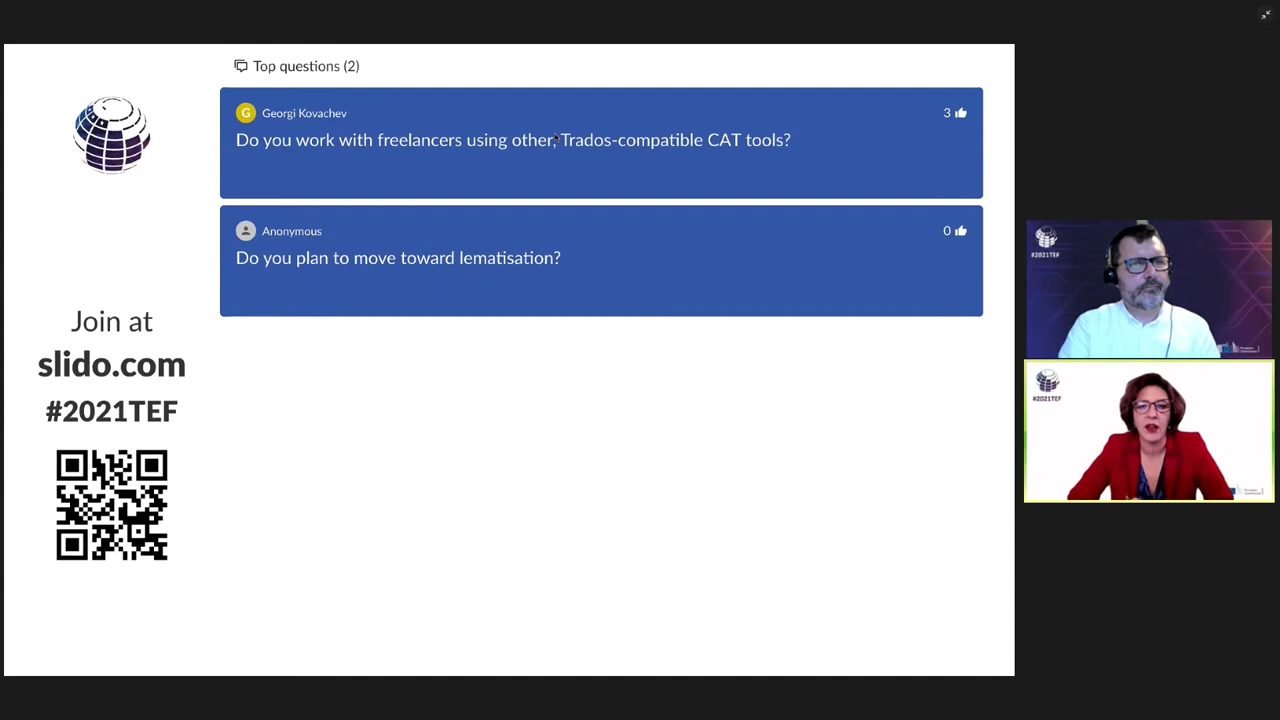 Top questions (2)
G Georgi Kovachev 3
Do you work with freelancers using other, Trados-compatible CAT tools?
Anonymous 0
Do you plan to move toward lematisation?
Join at
slido.com
#2021TEF
#2021TEF
#2021TEF